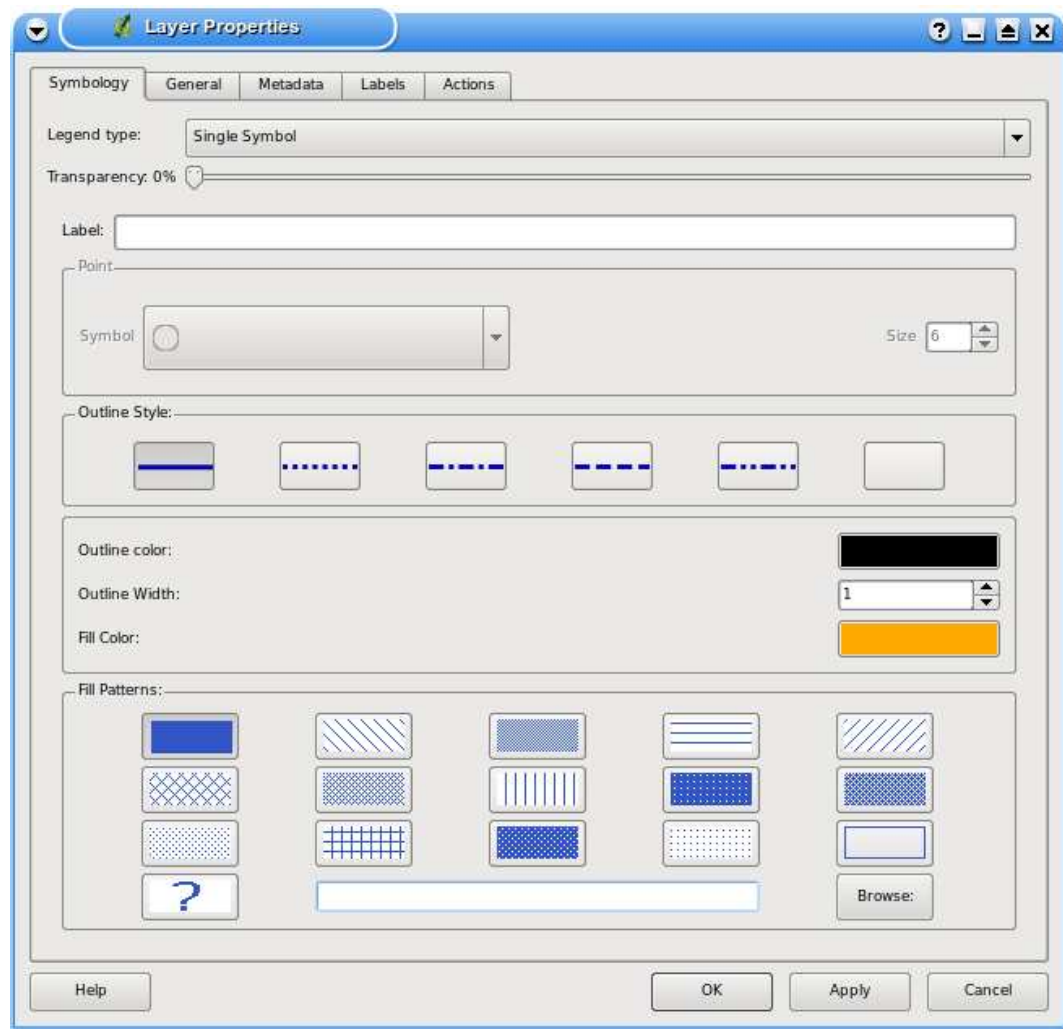 Layer Properties
Symbology General Metadata Labels Actions
Legend type: Single Symbol
Transparency: 0%
Label:
Point
Symbol Size 6
Outline Style:
Outline color:
Outline Width: 1
Fill Color:
Fill Patterns:
?
Browse:
Help OK Apply Cancel